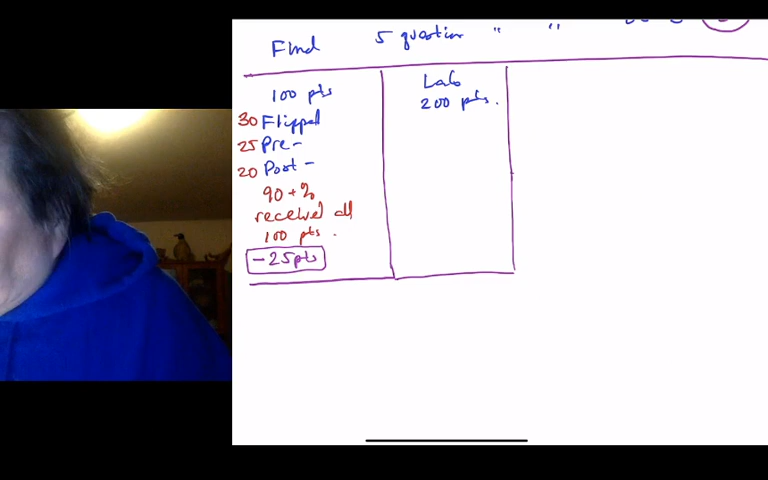 Find 5 question " "
100 pts
30 Flipped
25 Pre-
20 Post -
90 + %
received all
100 pts .
- 25pts
Lab
200 pts.